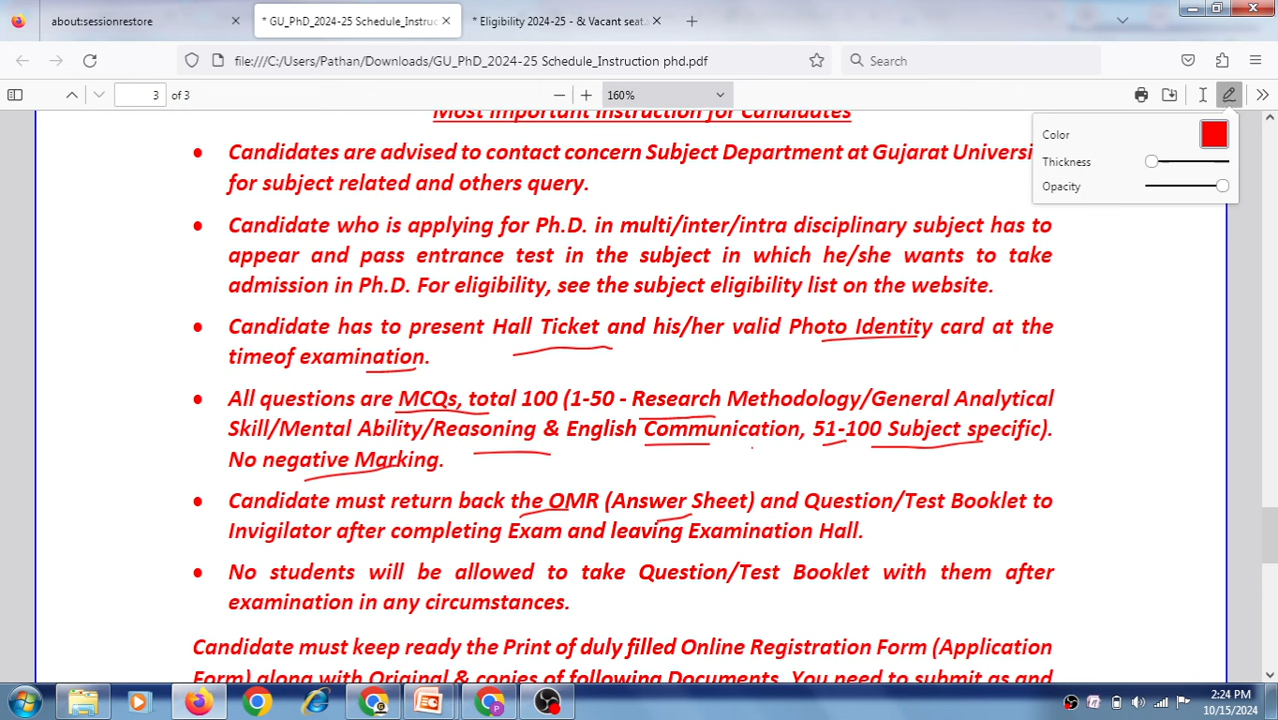 about:sessionrestore
* GU_PhD_2024-25 Schedule_Instruc
* Eligibility 2024-25 - & Vacant seat.
file:///C:/Users/Pathan/Downloads/GU_PhD_2024-25 Schedule_Instruction phd.pdf
Search
3 of 3
160%
Color
Thickness
Opacity
Most Important Instruction for Candidates
• Candidates are advised to contact concern Subject Department at Gujarat Universi
for subject related and others query.
• Candidate who is applying for Ph.D. in multi/inter/intra disciplinary subject has to
appear and pass entrance test in the subject in which he/she wants to take
admission in Ph.D. For eligibility, see the subject eligibility list on the website.
• Candidate has to present Hall Ticket and his/her valid Photo Identity card at the
timeof examination.
• All questions are MCQs, total 100 (1-50 - Research Methodology/General Analytical
Skill/Mental Ability/Reasoning & English Communication, 51-100 Subject specific).
No negative Marking.
• Candidate must return back the OMR (Answer Sheet) and Question/Test Booklet to
Invigilator after completing Exam and leaving Examination Hall.
• No students will be allowed to take Question/Test Booklet with them after
examination in any circumstances.
Candidate must keep ready the Print of duly filled Online Registration Form (Application
Form) along with Original & copies of following Documents. You need to submit as and
2:24 PM
10/15/2024